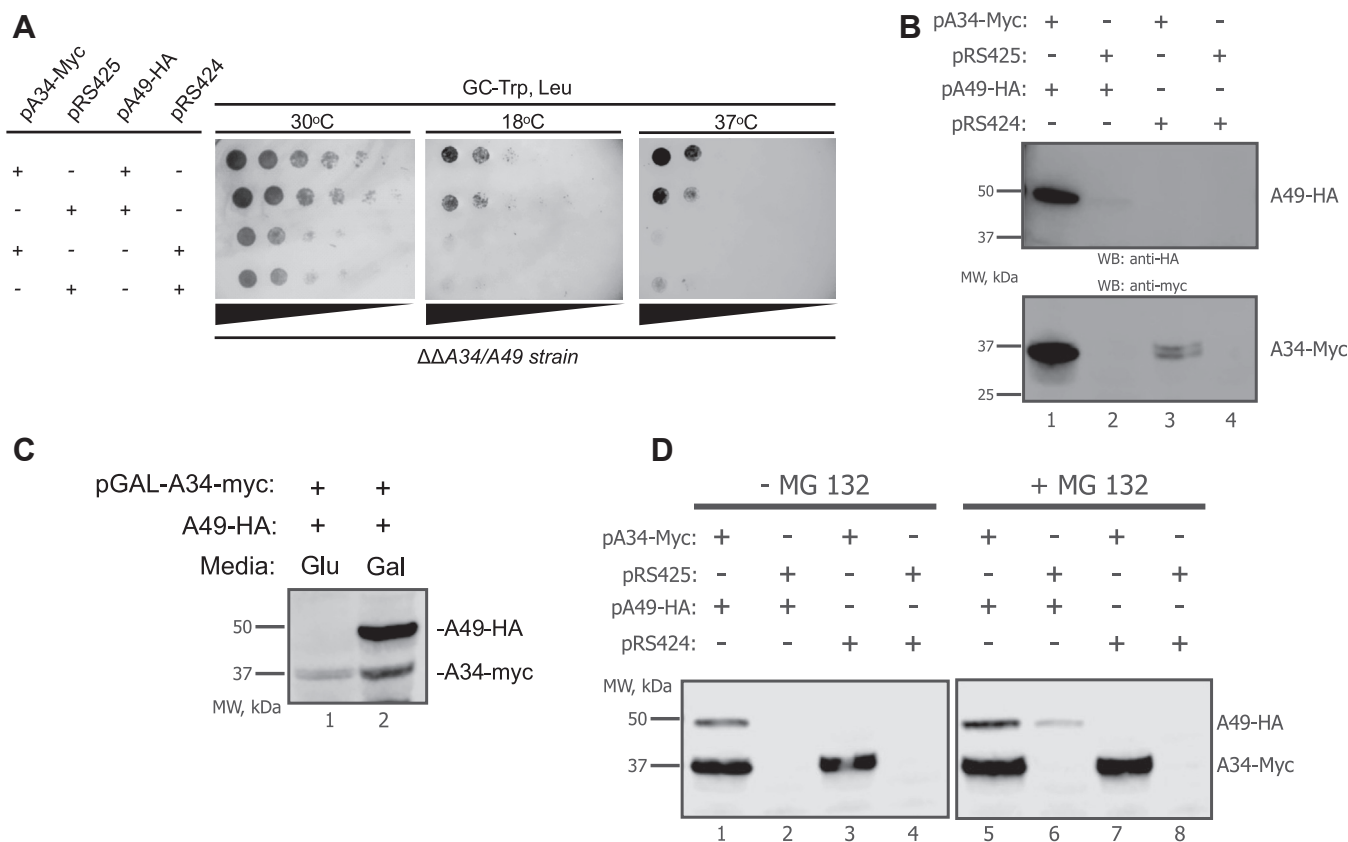 A
pA34-Myc
pRS425
pA49-HA
pRS424
GC-Trp, Leu
30ºC 18ºC 37ºC
+ - + -
- + + -
+ - - +
- + - +
ΔΔA34/A49 strain
B
pA34-Myc: + - + -
pRS425: - + - +
pA49-HA: + + - -
pRS424: - - + +
50
37
A49-HA
WB: anti-HA
MW, kDa
WB: anti-myc
37
25
A34-Myc
1 2 3 4
C
pGAL-A34-myc: + +
A49-HA: + +
Media: Glu Gal
50
-A49-HA
37
-A34-myc
MW, kDa
1 2
D
- MG 132 + MG 132
pA34-Myc: + - + - + - + -
pRS425: - + - + - + - +
pA49-HA: + + - - + + - -
pRS424: - - + + - - + +
MW, kDa
50
A49-HA
37
A34-Myc
1 2 3 4 5 6 7 8